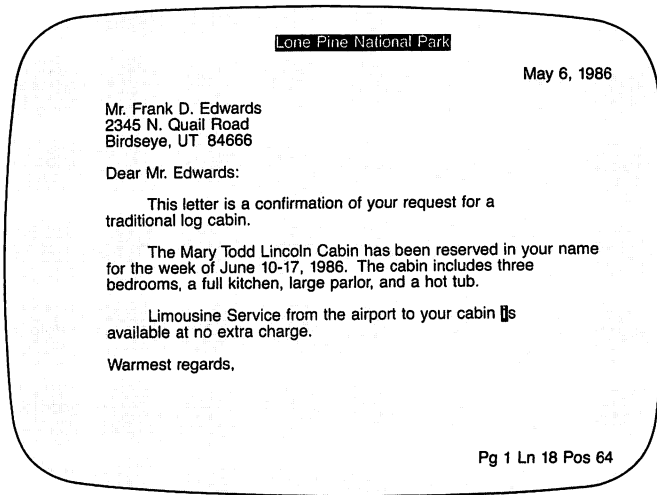 Lone Pine National Park
May 6, 1986
Mr. Frank D. Edwards
2345 N. Quail Road
Birdseye, UT 84666
Dear Mr. Edwards:
This letter is a confirmation of your request for a
traditional log cabin.
The Mary Todd Lincoln Cabin has been reserved in your name
for the week of June 10-17, 1986. The cabin includes three
bedrooms, a full kitchen, large parlor, and a hot tub.
Limousine Service from the airport to your cabin is
available at no extra charge.
Warmest regards,
Pg 1 Ln 18 Pos 64